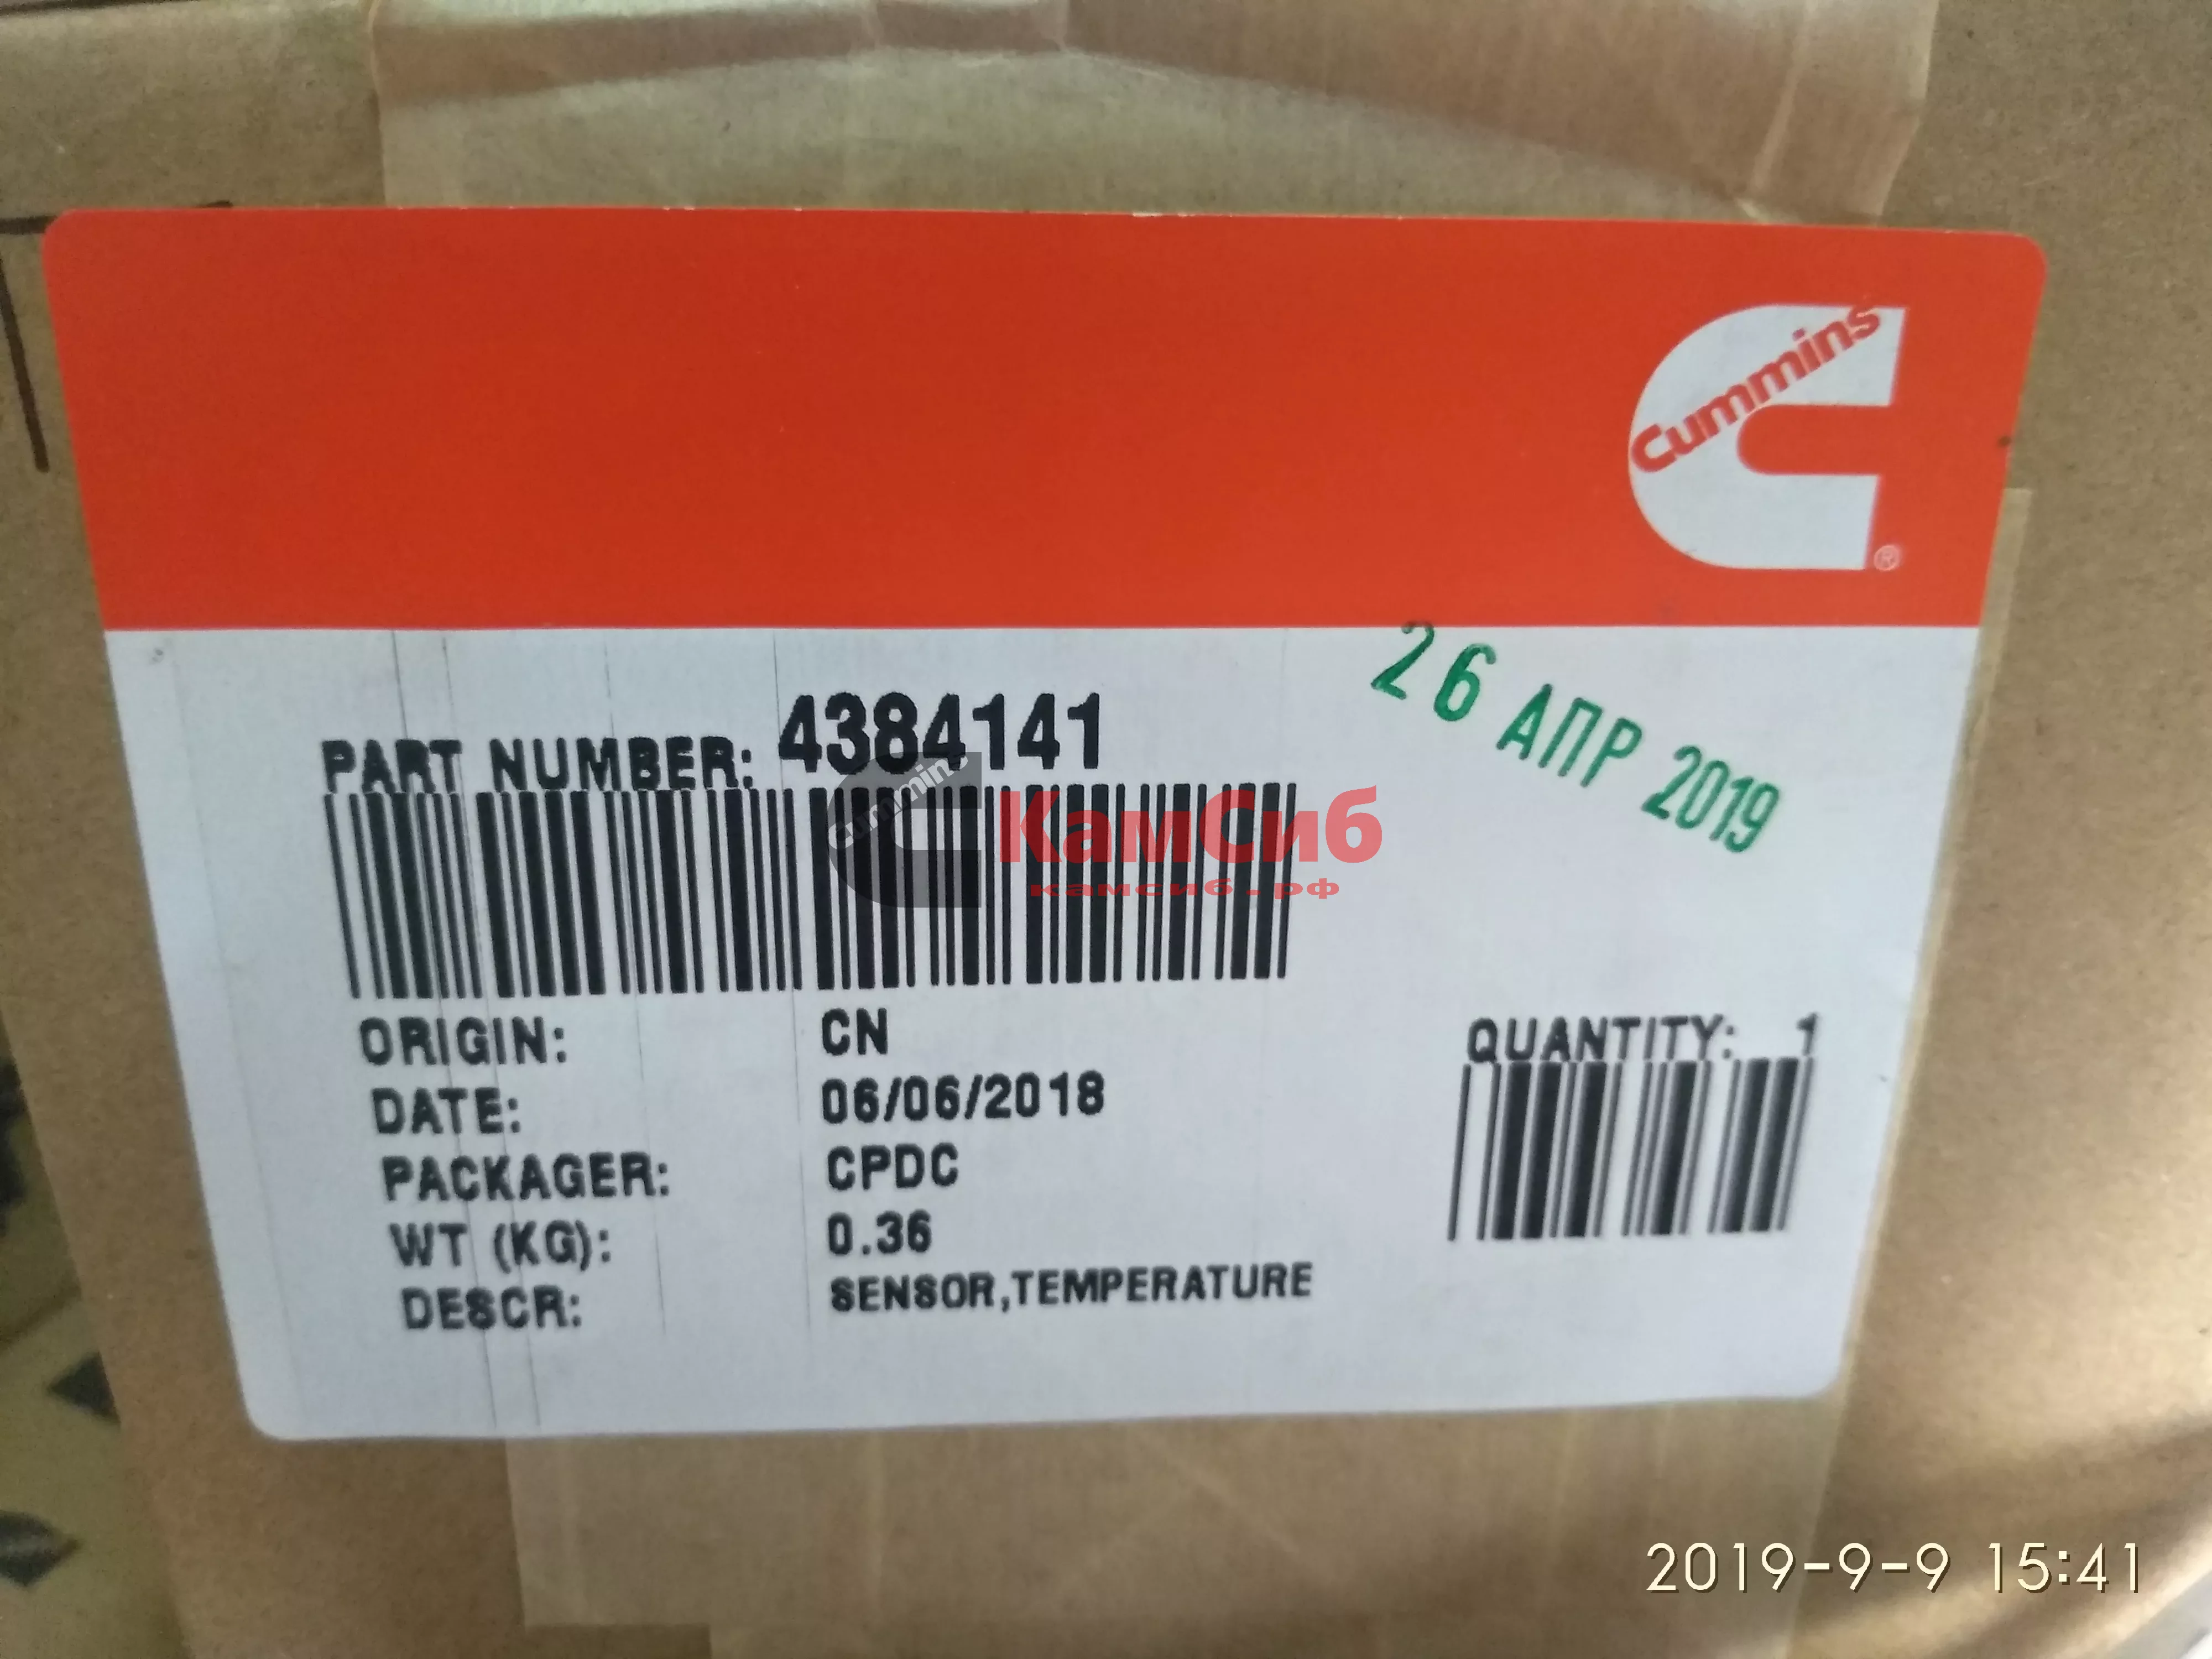 Cummins
®
26 АПР 2019
PART NUMBER: 4384141
Cummins
КамСиб
камсиб.рф
ORIGIN: CN
QUANTITY: 1
DATE: 06/06/2018
PACKAGER: CPDC
WT (KG): 0.36
DESCR: SENSOR,TEMPERATURE
2019-9-9 15:41